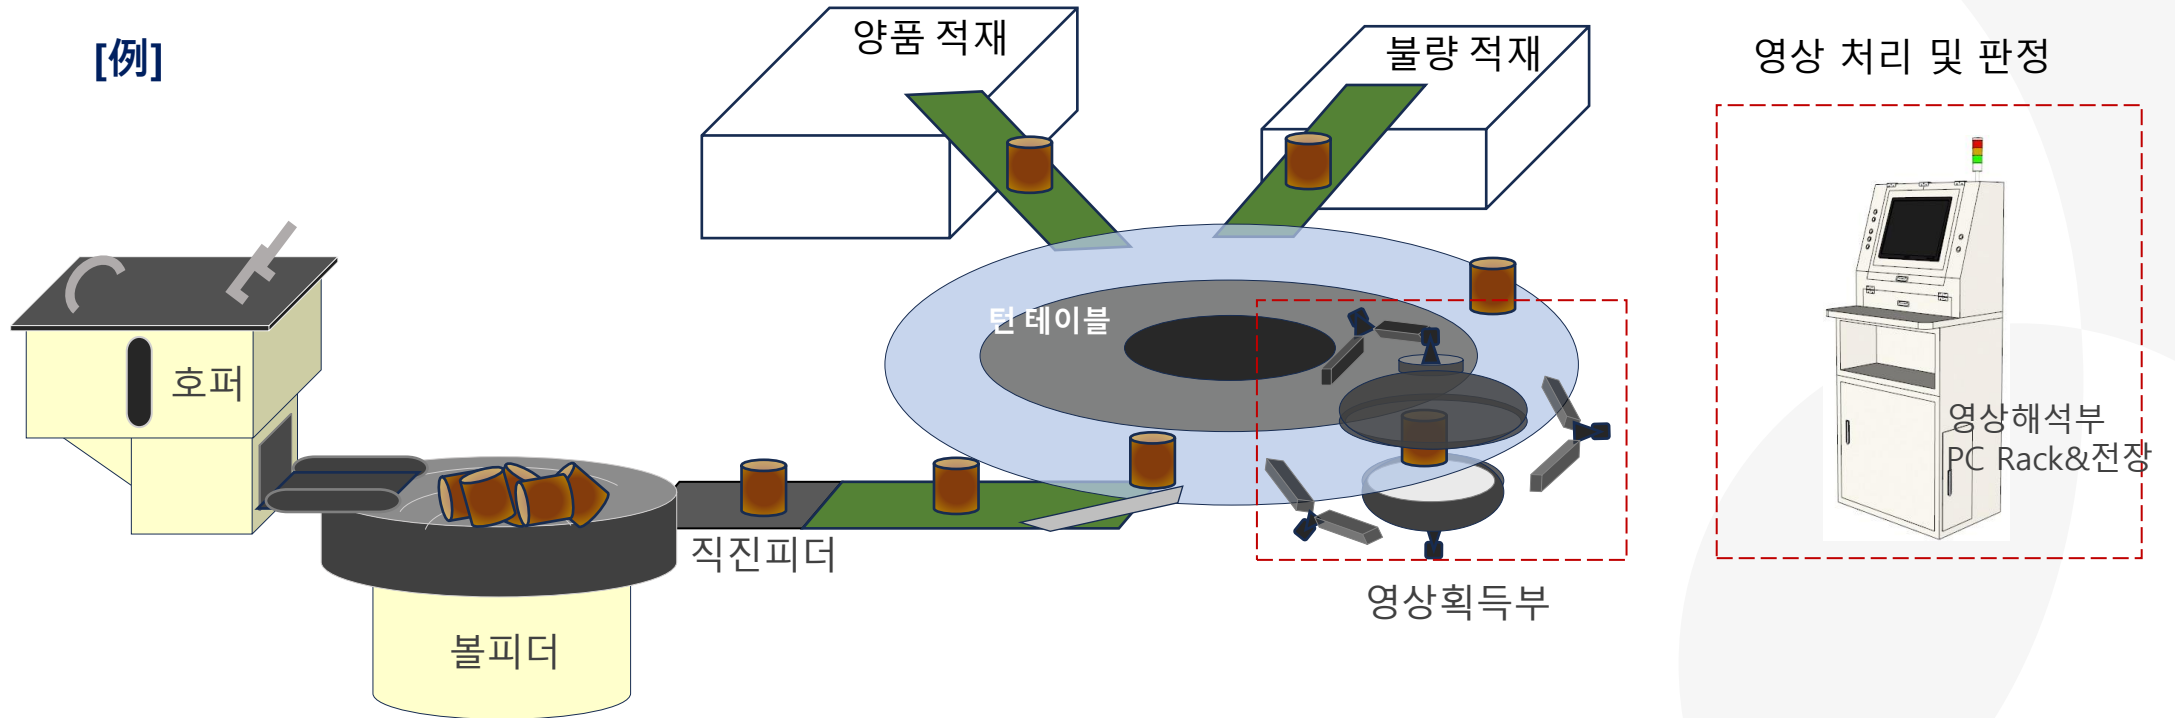 [例]
양품 적재
불량 적재
영상 처리 및 판정
턴 테이블
호퍼
영상해석부
PC Rack&전장
직진피더
영상획득부
볼피더